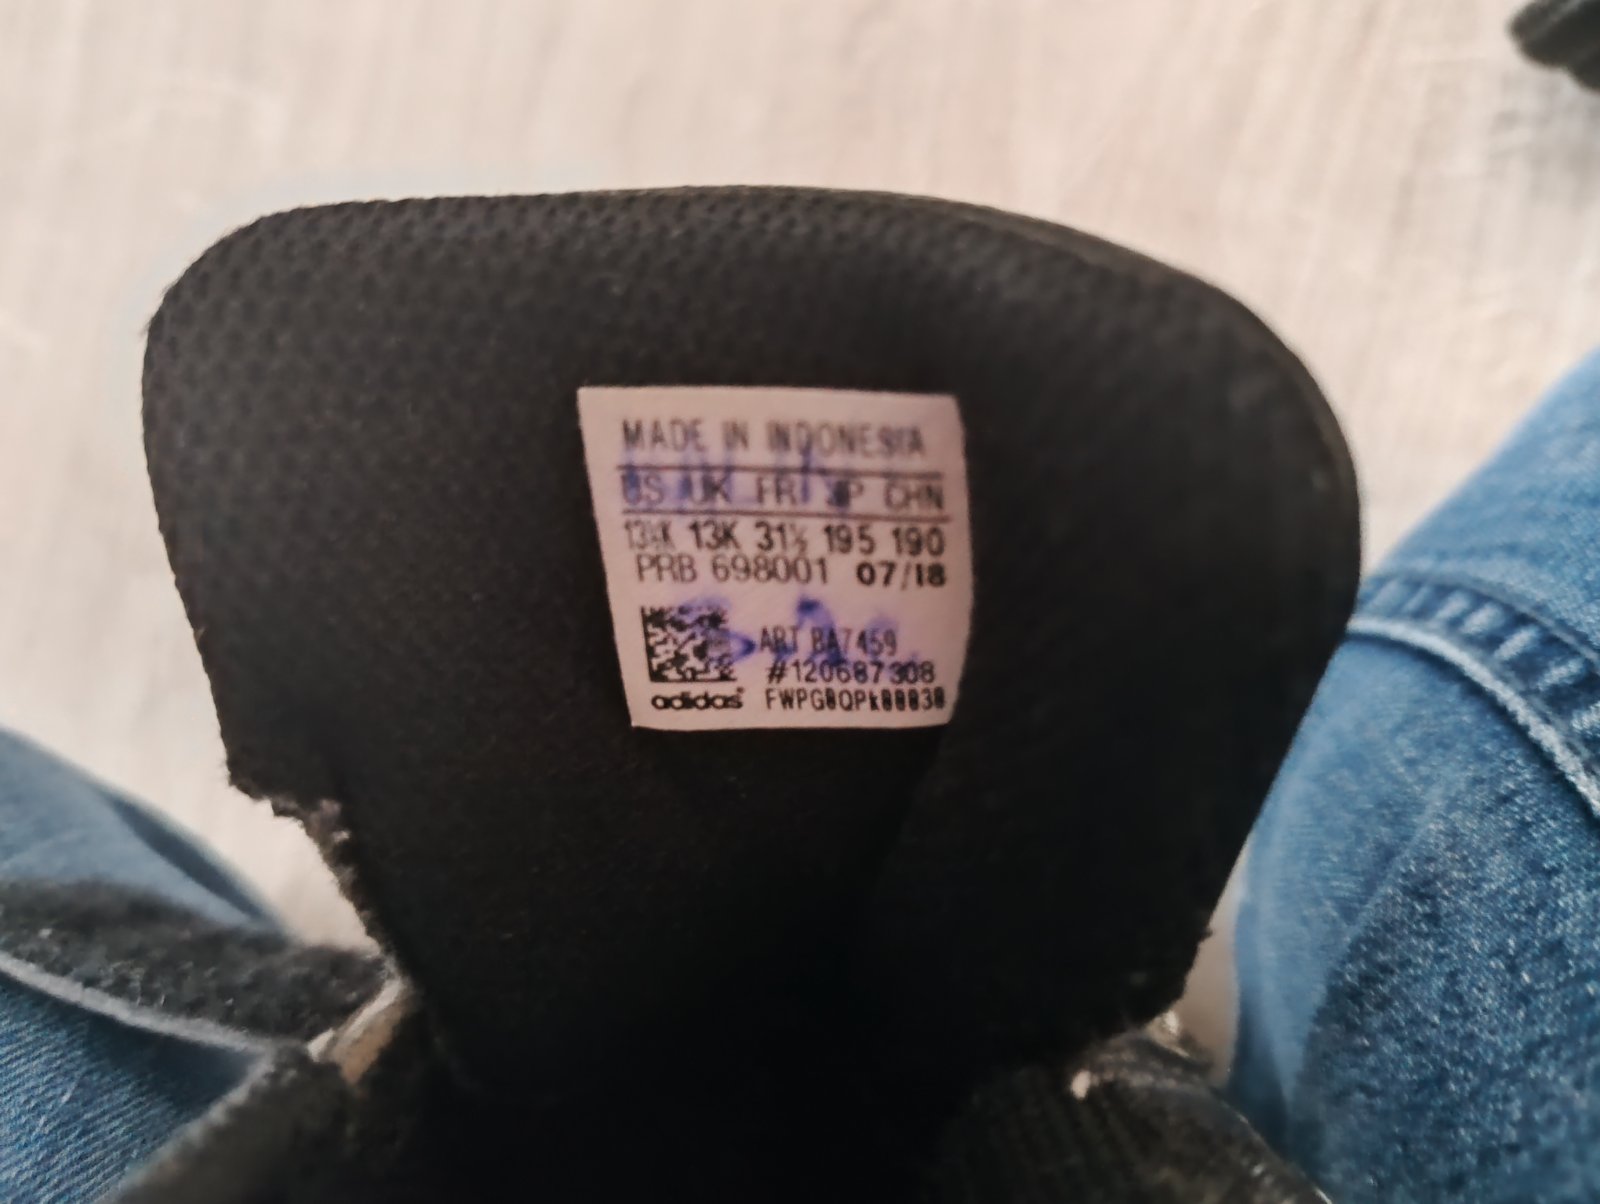 MADE IN INDONESIA
US UK FR JP CHN
13½K 13K 31½ 195 190
PRB 698001 07/18
ART BA7459
#120687308
adidas